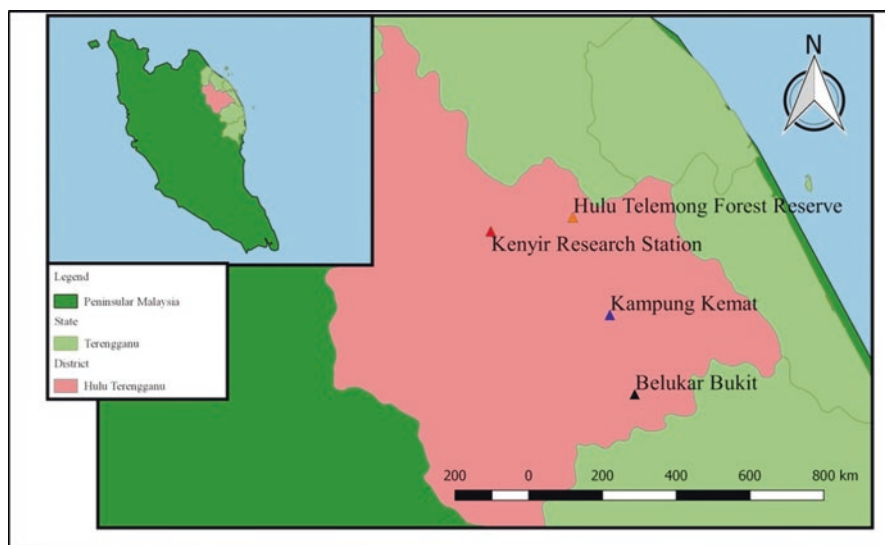 N
Hulu Telemong Forest Reserve
Kenyir Research Station
Kampung Kemat
Belukar Bukit
Legend
Peninsular Malaysia
State
Terengganu
District
Hulu Terengganu
200 0 200 400 600 800 km